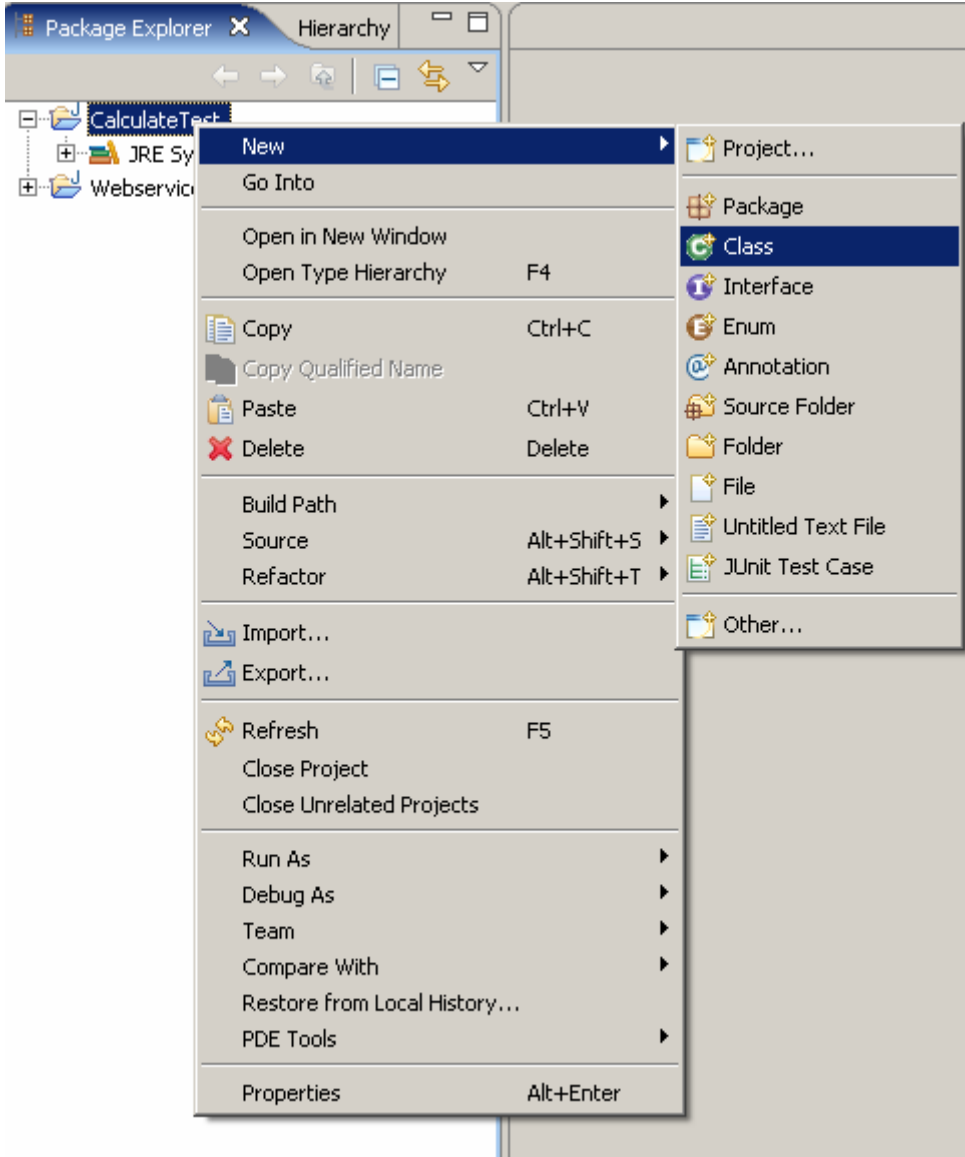 Package Explorer
Hierarchy
CalculateTest
JRE Sy
Webservic
New
Go Into
Open in New Window
Open Type Hierarchy F4
Copy Ctrl+C
Copy Qualified Name
Paste Ctrl+V
Delete Delete
Build Path
Source Alt+Shift+S
Refactor Alt+Shift+T
Import...
Export...
Refresh F5
Close Project
Close Unrelated Projects
Run As
Debug As
Team
Compare With
Restore from Local History...
PDE Tools
Properties Alt+Enter
Project...
Package
Class
Interface
Enum
Annotation
Source Folder
Folder
File
Untitled Text File
JUnit Test Case
Other...